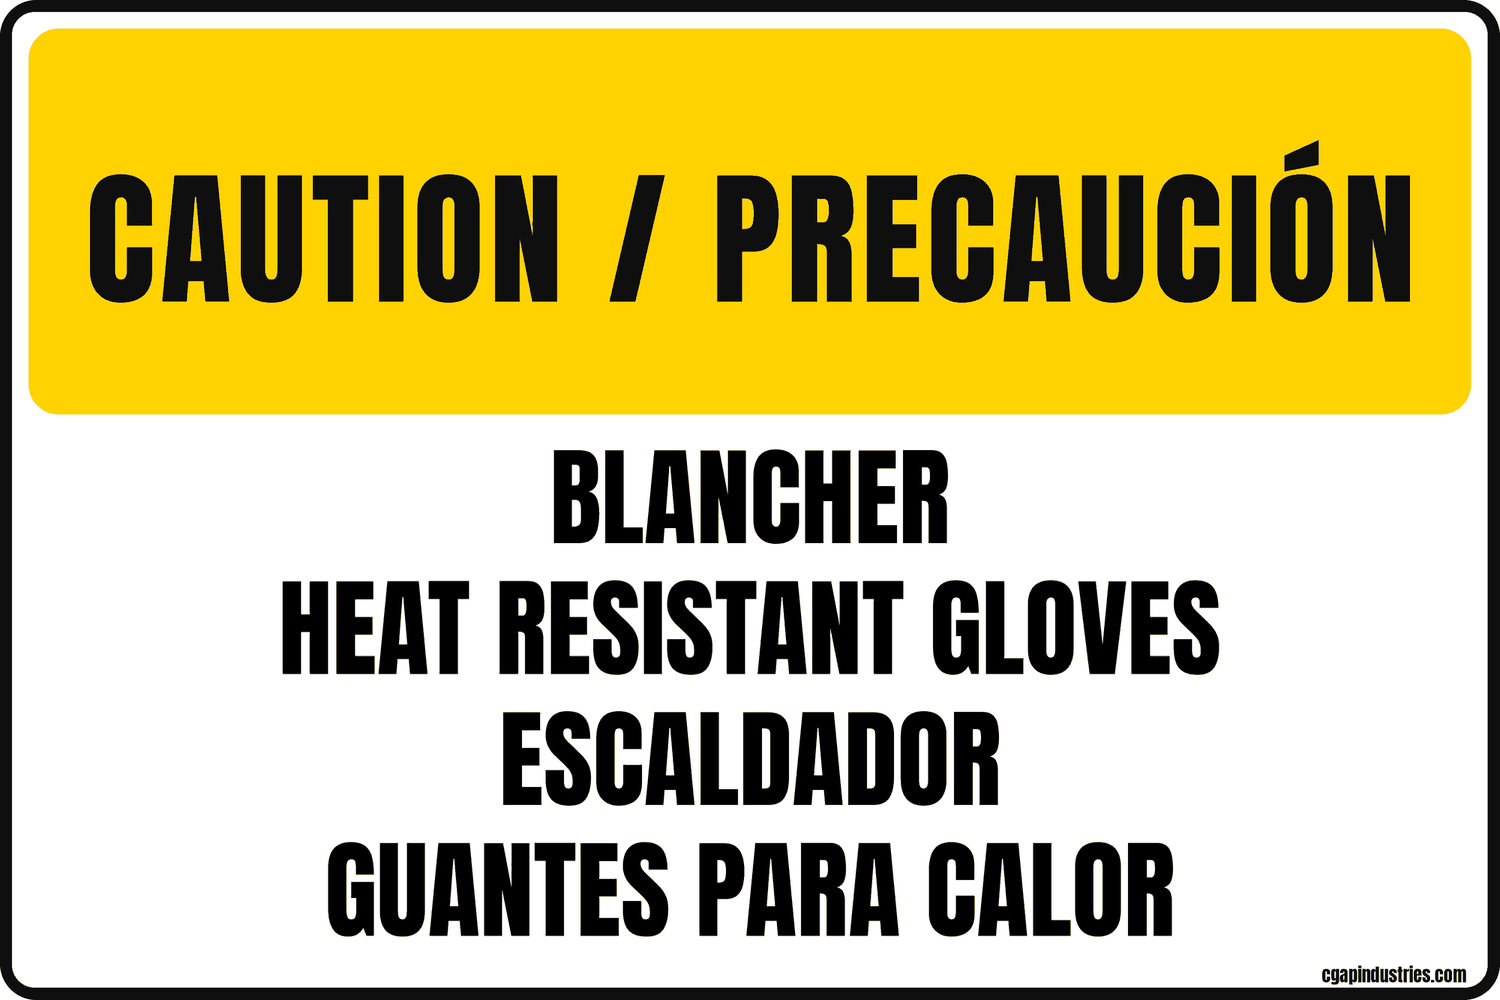 CAUTION / PRECAUCIÓN
BLANCHER
HEAT RESISTANT GLOVES
ESCALDADOR
GUANTES PARA CALOR
cgapindustries.com